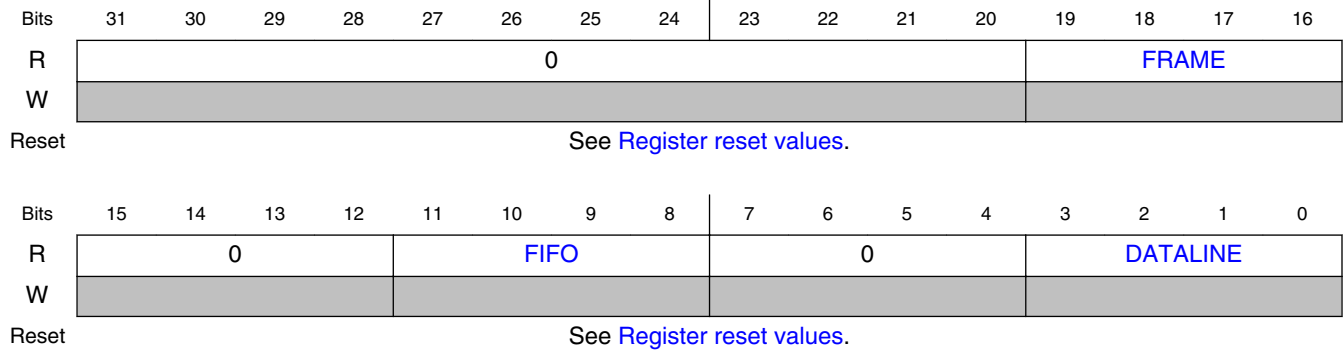 Bits 31 30 29 28 27 26 25 24 23 22 21 20 19 18 17 16
R 0 FRAME
W
Reset See Register reset values.
Bits 15 14 13 12 11 10 9 8 7 6 5 4 3 2 1 0
R 0 FIFO 0 DATALINE
W
Reset See Register reset values.